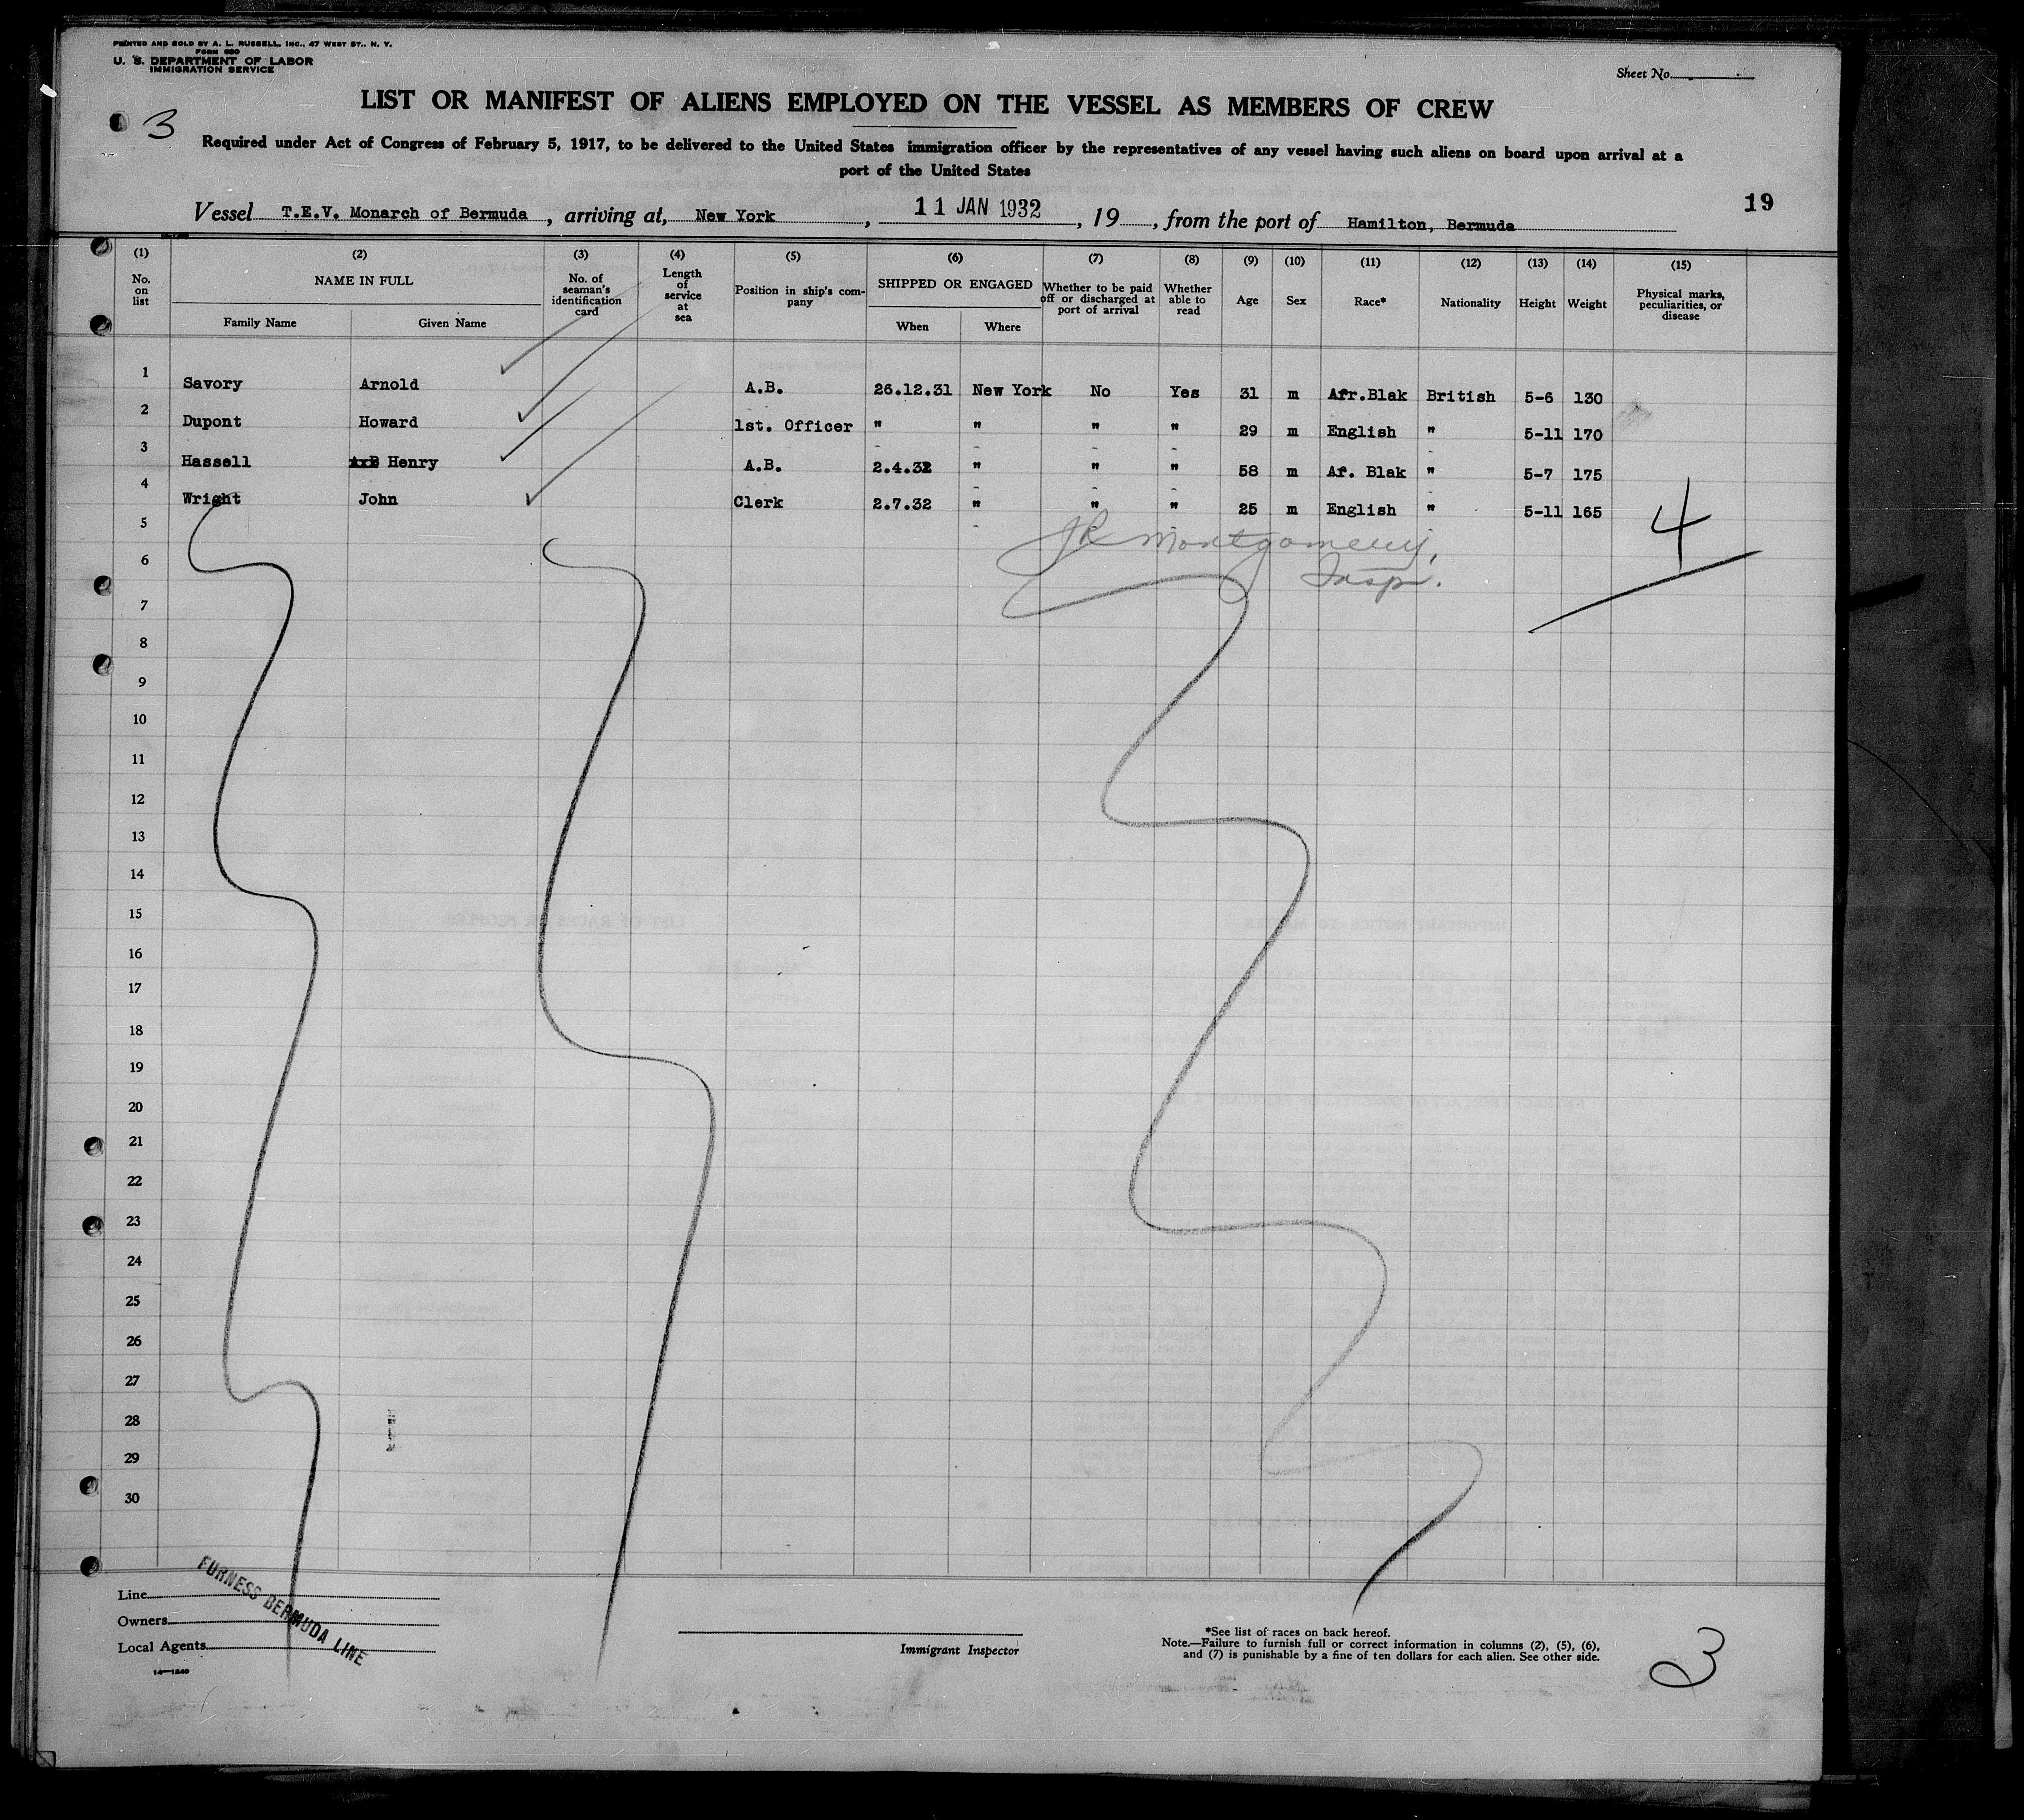 PRINTED AND SOLD BY A. L. RUSSELL, INC., 47 WEST ST., N. Y.
FORM 680
U. S. DEPARTMENT OF LABOR
IMMIGRATION SERVICE
Sheet No.
3
LIST OR MANIFEST OF ALIENS EMPLOYED ON THE VESSEL AS MEMBERS OF CREW
Required under Act of Congress of February 5, 1917, to be delivered to the United States immigration officer by the representatives of any vessel having such aliens on board upon arrival at a
port of the United States
19
Vessel T.E.V. Monarch of Bermuda, arriving at, New York, 11 JAN 1932, 19, from the port of Hamilton, Bermuda
(1) (2) (3) (4) (5) (6) (7) (8) (9) (10) (11) (12) (13) (14) (15)
No. on list NAME IN FULL Family Name Given Name No. of seaman's identification card Length of service at sea Position in ship's company SHIPPED OR ENGAGED When Where Whether to be paid off or discharged at port of arrival Whether able to read Age Sex Race* Nationality Height Weight Physical marks, peculiarities, or disease
1 Savory Arnold A.B. 26.12.31 New York No Yes 31 m Afr.Blak British 5-6 130
2 Dupont Howard 1st. Officer " " " " 29 m English " 5-11 170
3 Hassell Henry A.B. 2.4.32 " " " 58 m Af. Blak " 5-7 175
4 Wright John Clerk 2.7.32 " " " 25 m English " 5-11 165
4
5
JR Montgomery,
Insp.
6
7
8
9
10
11
12
13
14
15
16
17
18
19
20
21
22
23
24
25
26
27
28
29
30
Line
Owners
Local Agents
FURNESS BERMUDA LINE
14—1240
Immigrant Inspector
*See list of races on back hereof.
Note.—Failure to furnish full or correct information in columns (2), (5), (6),
and (7) is punishable by a fine of ten dollars for each alien. See other side.
3